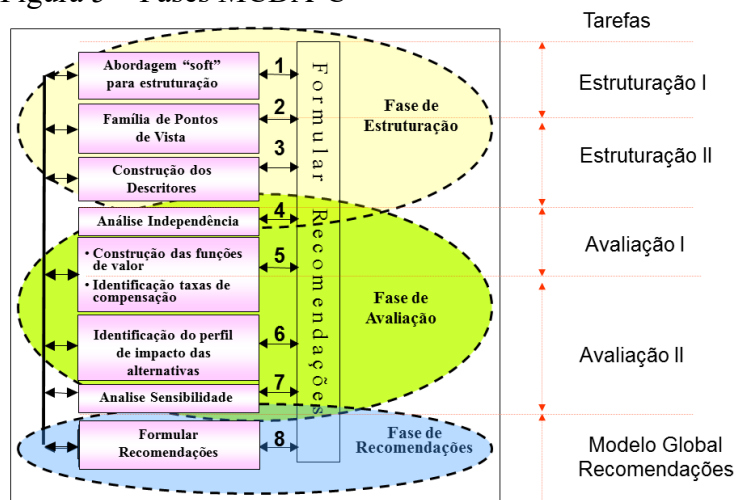 Figura 3 – Fases MCDA-C
Tarefas
Abordagem “soft”
para estruturação
1
Família de Pontos
de Vista
2
Construção dos
Descritores
3
Análise Independência
4
• Construção das funções
de valor
• Identificação taxas de
compensação
5
Identificação do perfil
de impacto das
alternativas
6
Analise Sensibilidade
7
Formular
Recomendações
8
Formular Recomendações
Fase de
Estruturação
Fase de
Avaliação
Fase de
Recomendações
Estruturação I
Estruturação II
Avaliação I
Avaliação II
Modelo Global
Recomendações